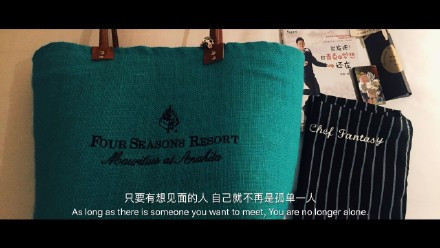 FOUR SEASONS RESORT
Mauritius at Anahita
Chef Fantasy
还在
只要有想见面的人 自己就不再是孤单一人
As long as there is someone you want to meet, You are no longer alone.